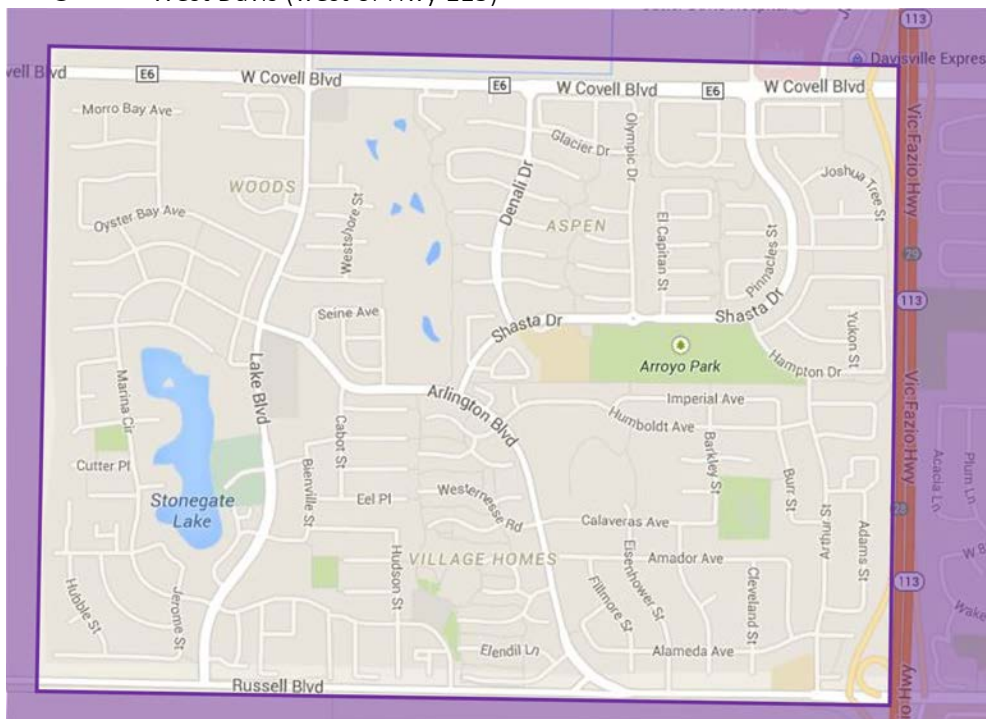 West Davis (west of Hwy 113)
113
Davisville Expres
W Covell Blvd
E6
W Covell Blvd
E6
W Covell Blvd
E6
W Covell Blvd
Morro Bay Ave
Glacier Dr
Olympic Dr
Denali Dr
Vic Fazio Hwy
Joshua Tree St
WOODS
Oyster Bay Ave
Westshore St
ASPEN
El Capitan St
Pinnacles St
29
113
Seine Ave
Shasta Dr
Shasta Dr
Yukon St
Arroyo Park
Hampton Dr
Lake Blvd
Marina Cir
Arlington Blvd
Imperial Ave
Humboldt Ave
Vic Fazio Hwy
Cabot St
Barkley St
Burr St
Cutter Pl
Bienville St
Stonegate
Lake
Eel Pl
Westernesse Rd
Calaveras Ave
Arthur St
Adams St
Acacia Ln
Plum Ln
28
VILLAGE HOMES
Amador Ave
Hudson St
Eisenhower St
Fillmore St
Cleveland St
113
Hubble St
Jerome St
Elendil Ln
Alameda Ave
Russell Blvd